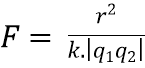 F = r² / k.|q₁q₂|